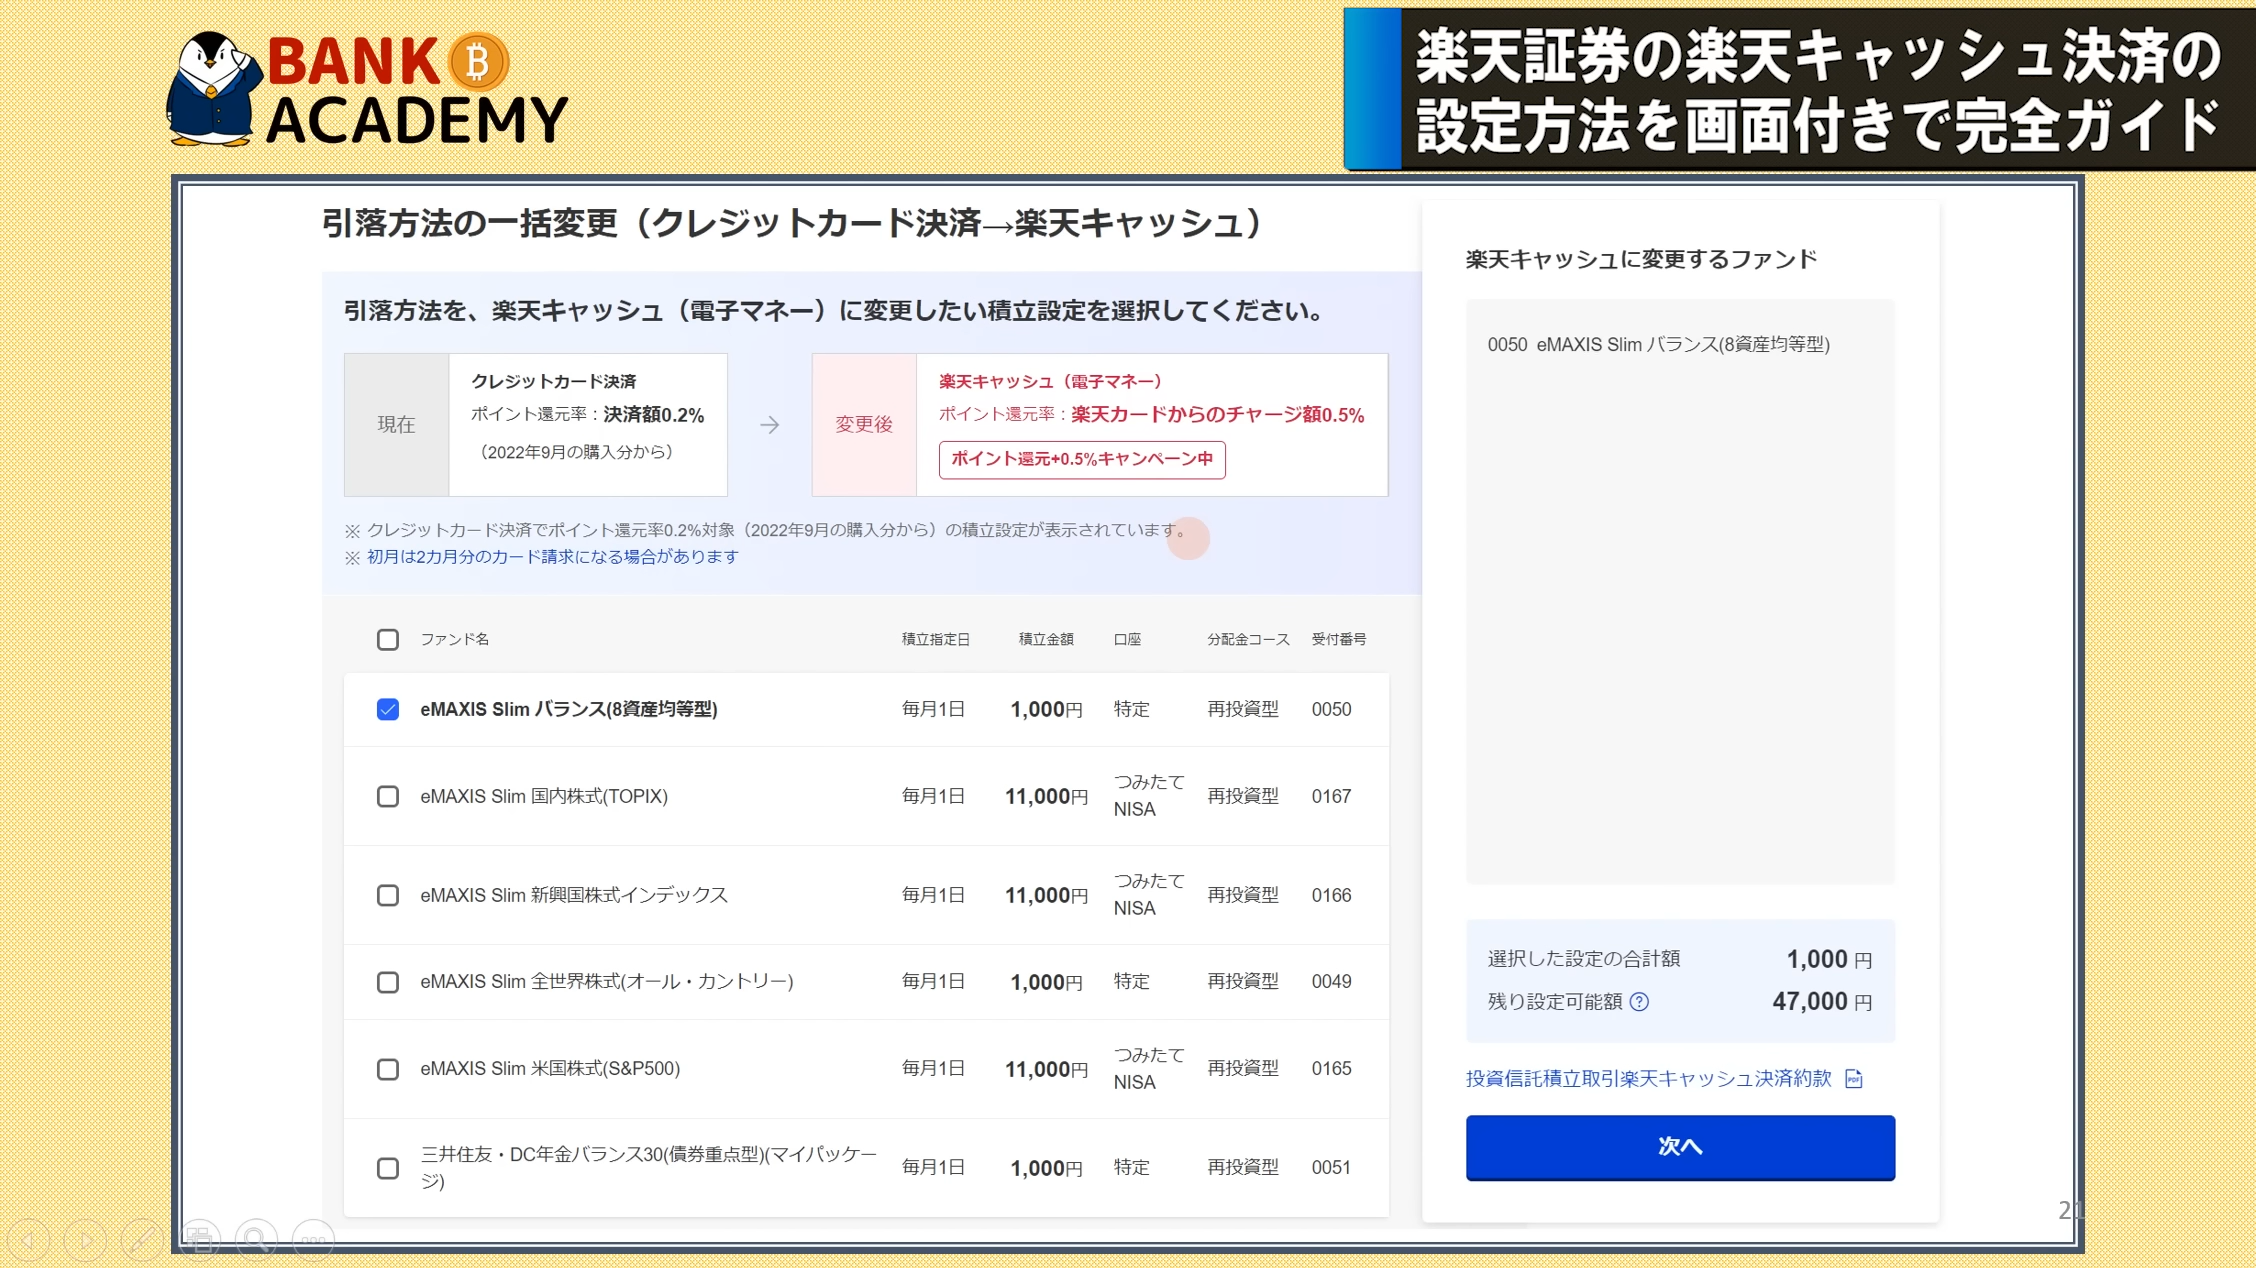 BANK
ACADEMY
楽天証券の楽天キャッシュ決済の
設定方法を画面付きで完全ガイド
引落方法の一括変更（クレジットカード決済→楽天キャッシュ）
引落方法を、楽天キャッシュ（電子マネー）に変更したい積立設定を選択してください。
現在
クレジットカード決済
ポイント還元率：決済額0.2%
（2022年9月の購入分から）
→
変更後
楽天キャッシュ（電子マネー）
ポイント還元率：楽天カードからのチャージ額0.5%
ポイント還元+0.5%キャンペーン中
※ クレジットカード決済でポイント還元率0.2%対象（2022年9月の購入分から）の積立設定が表示されています。
※ 初月は2カ月分のカード請求になる場合があります
ファンド名 積立指定日 積立金額 口座 分配金コース 受付番号
eMAXIS Slim バランス(8資産均等型) 毎月1日 1,000円 特定 再投資型 0050
eMAXIS Slim 国内株式(TOPIX) 毎月1日 11,000円 つみたて 再投資型 0167
NISA
eMAXIS Slim 新興国株式インデックス 毎月1日 11,000円 つみたて 再投資型 0166
NISA
eMAXIS Slim 全世界株式(オール・カントリー) 毎月1日 1,000円 特定 再投資型 0049
eMAXIS Slim 米国株式(S&P500) 毎月1日 11,000円 つみたて 再投資型 0165
NISA
三井住友・DC年金バランス30(債券重点型)(マイパッケー
ジ) 毎月1日 1,000円 特定 再投資型 0051
楽天キャッシュに変更するファンド
0050 eMAXIS Slim バランス(8資産均等型)
選択した設定の合計額 1,000 円
残り設定可能額 ? 47,000 円
投資信託積立取引楽天キャッシュ決済約款 PDF
次へ
21